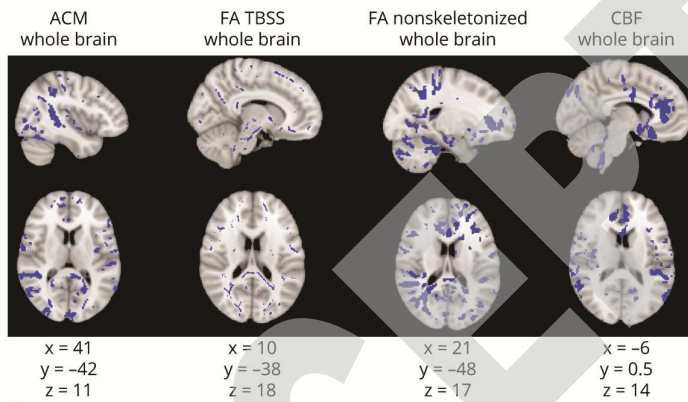 ACM
whole brain
FA TBSS
whole brain
FA nonskeletonized
whole brain
CBF
whole brain
x = 41
y = –42
z = 11
x = 10
y = –38
z = 18
x = 21
y = –48
z = 17
x = –6
y = 0.5
z = 14